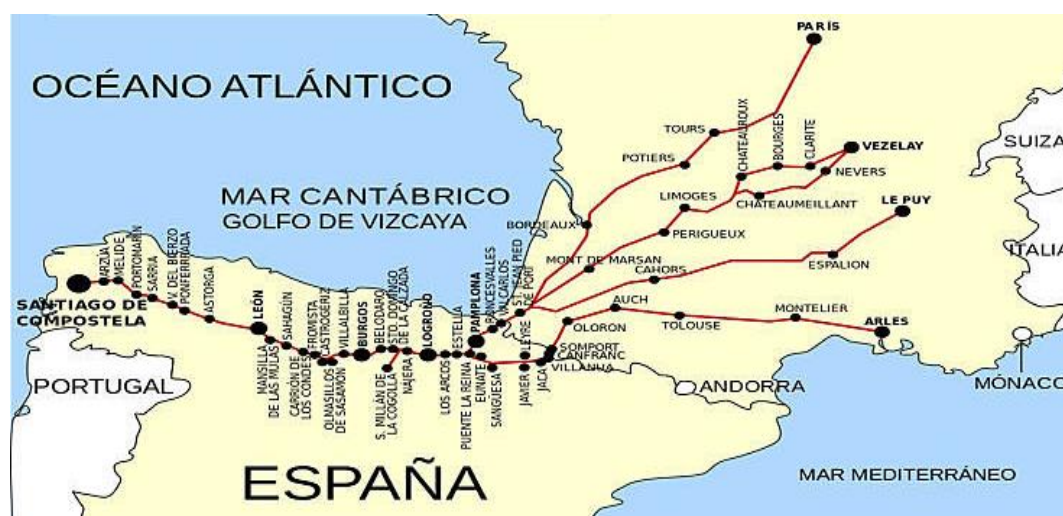 PARÍS
OCÉANO ATLÁNTICO
TOURS
CHATEAUROUX
BOURGES
CLARITE
VEZELAY
SUIZA
POTIERS
NEVERS
MAR CANTÁBRICO
GOLFO DE VIZCAYA
LIMOGES
CHATEAUMEILLANT
LE PUY
BORDEAUX
PERIGUEUX
ITALIA
MONT DE MARSAN
CAHORS
ESPALION
SANTIAGO DE
COMPOSTELA
ARZÚA
MELIDE
PORTOMARÍN
SARRIA
V. DEL BIERZO
PONFERRRADA
ASTORGA
LEÓN
MANSILLA
DE LAS MULAS
SAHAGÚN
CARRIÓN DE
LOS CONDES
FROMISTA
CASTROGERIZ
OLMASILLOS
DE SASAMÓN
VILLALBILLA
BURGOS
BELODARO
S. MILLÁN DE
LA COGOLLA
STO. DOMINGO
DE LA CALZADA
NÁJERA
LOGROÑO
LOS ARCOS
ESTELLA
PUENTE LA REINA
EUNATE
PAMPLONA
SANGÜESA
RONCESVALLES
VALCARLOS
ST. JEAN PIED
DE PORT
LEYRE
JAVIER
JACA
SOMPORT
CANFRANC
VILLANUA
OLORON
AUCH
TOLOUSE
MONTELIER
ARLES
PORTUGAL
ANDORRA
MÓNACO
ESPAÑA
MAR MEDITERRÁNEO